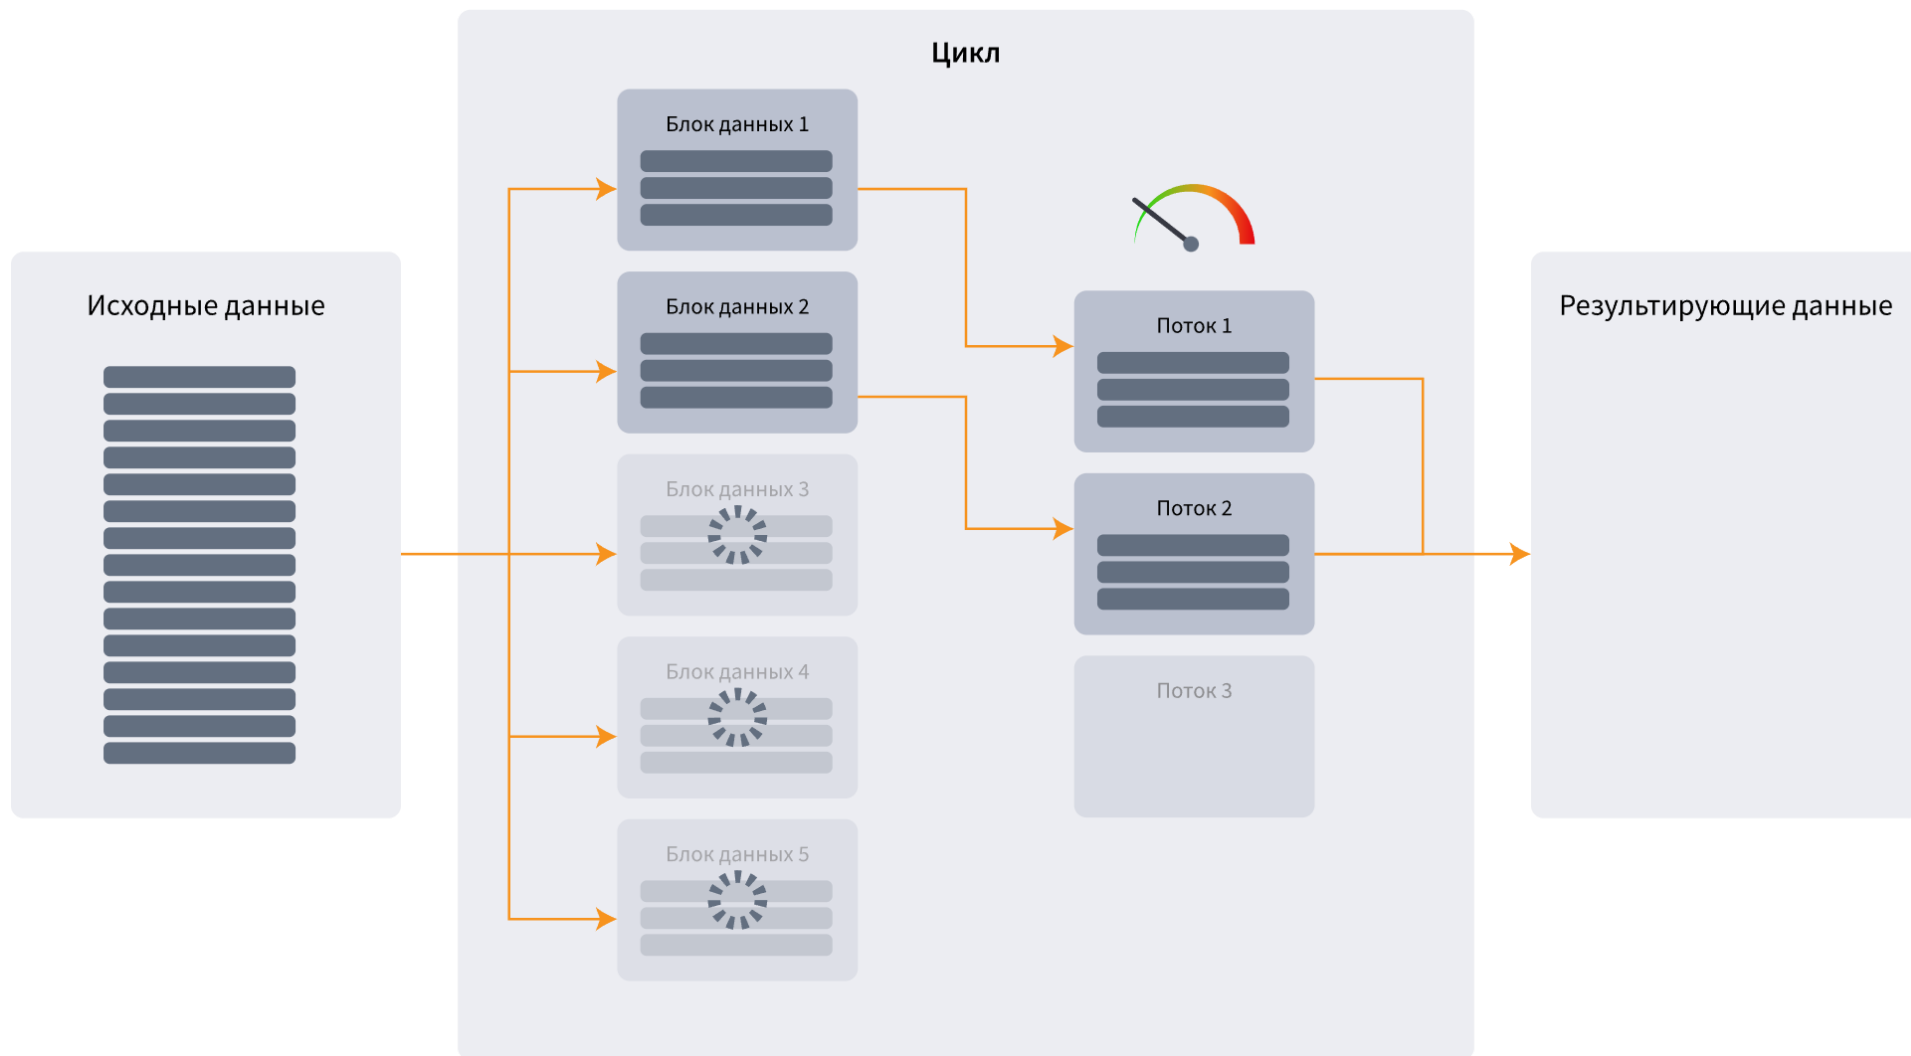 Цикл
Исходные данные
Блок данных 1
Блок данных 2
Блок данных 3
Блок данных 4
Блок данных 5
Поток 1
Поток 2
Поток 3
Результирующие данные